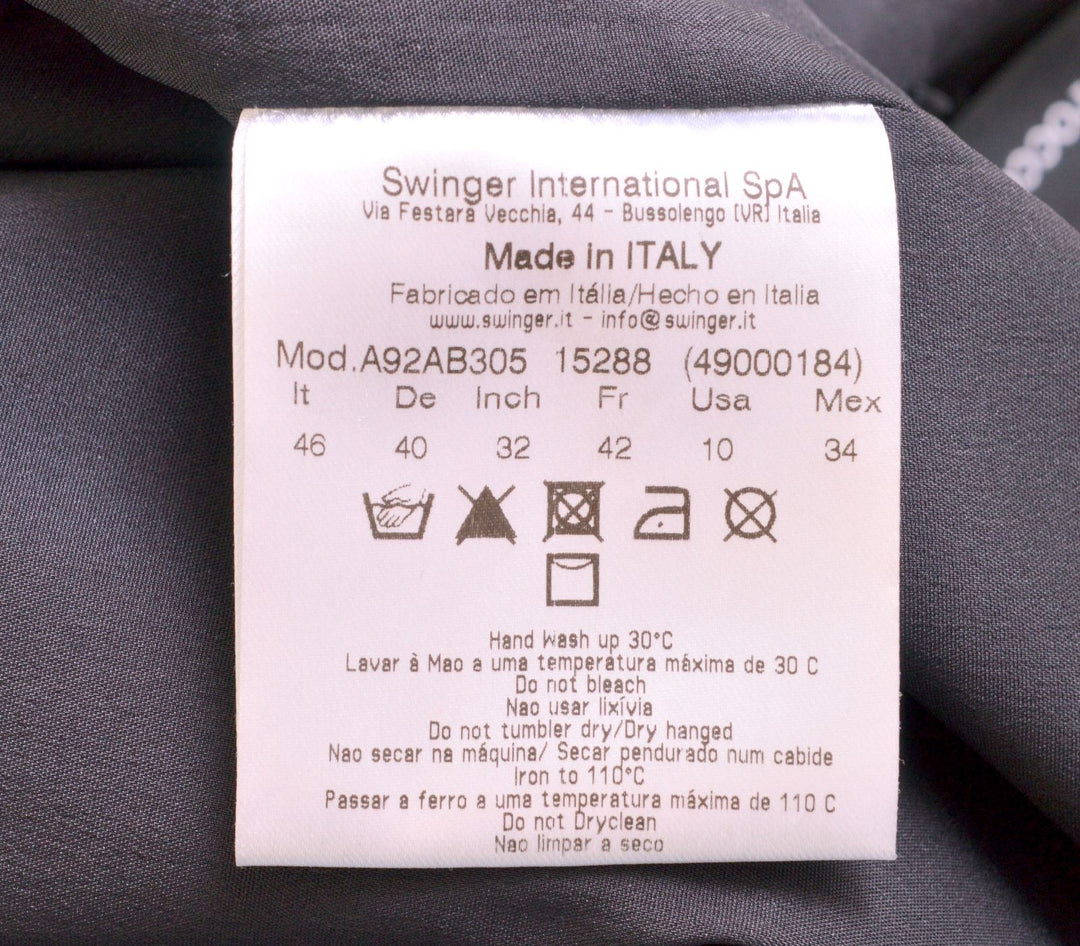 Swinger International SpA
Via Festara Vecchia, 44 - Bussolengo (VR) Italia
Made in ITALY
Fabricado em Itália/Hecho en Italia
www.swinger.it - info@swinger.it
Mod.A92AB305 15288 (49000184)
It De Inch Fr Usa Mex
46 40 32 42 10 34
Hand Wash up 30°C
Lavar à Mao a uma temperatura máxima de 30 C
Do not bleach
Nao usar lixívia
Do not tumbler dry/Dry hanged
Nao secar na máquina/ Secar pendurado num cabide
Iron to 110°C
Passar a ferro a uma temperatura máxima de 110 C
Do not Dryclean
Nao limpar a seco